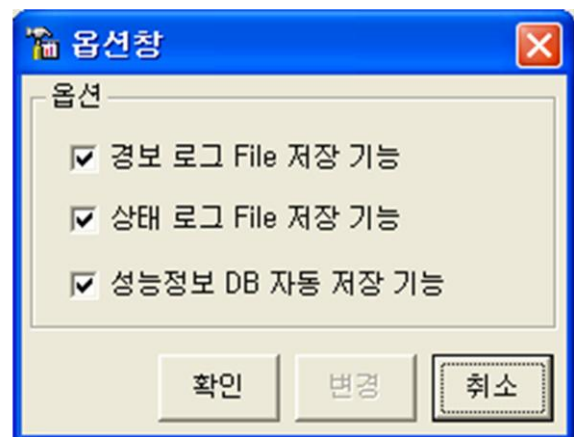 옵션창
옵션
경보 로그 File 저장 기능
상태 로그 File 저장 기능
성능정보 DB 자동 저장 기능
확인 변경 취소